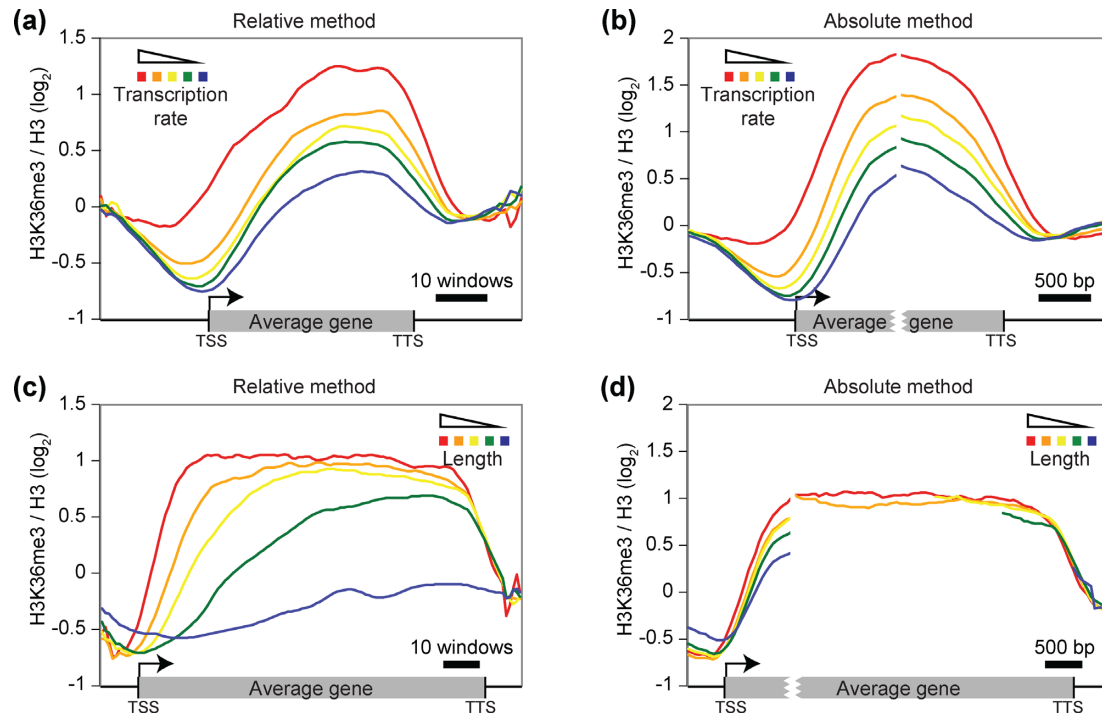 (a)
Relative method
H3K36me3 / H3 (log2)
1.5
1
0.5
0
-0.5
-1
Transcription
rate
10 windows
Average gene
TSS
TTS
(b)
Absolute method
H3K36me3 / H3 (log2)
2
1.5
1
0.5
0
-0.5
-1
Transcription
rate
500 bp
Average gene
TSS
TTS
(c)
Relative method
H3K36me3 / H3 (log2)
1.5
1
0.5
0
-0.5
-1
Length
10 windows
Average gene
TSS
TTS
(d)
Absolute method
H3K36me3 / H3 (log2)
2
1.5
1
0.5
0
-0.5
-1
Length
500 bp
Average gene
TSS
TTS